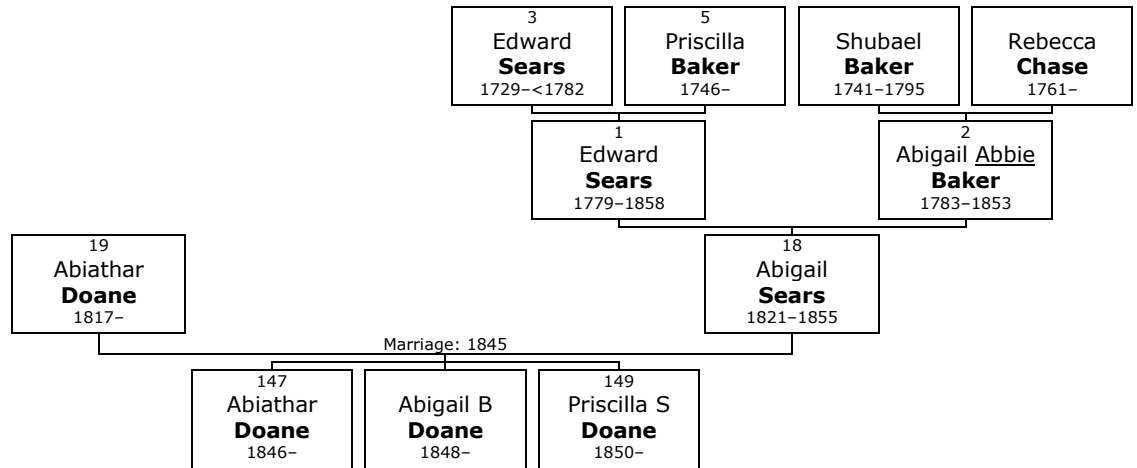 3
Edward
Sears
1729–<1782
5
Priscilla
Baker
1746–
Shubael
Baker
1741–1795
Rebecca
Chase
1761–
1
Edward
Sears
1779–1858
2
Abigail Abbie
Baker
1783–1853
19
Abiathar
Doane
1817–
18
Abigail
Sears
1821–1855
Marriage: 1845
147
Abiathar
Doane
1846–
Abigail B
Doane
1848–
149
Priscilla S
Doane
1850–